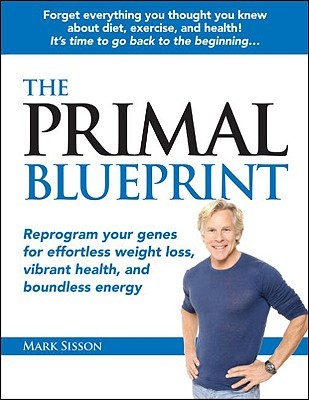 Forget everything you thought you knew
about diet, exercise, and health!
It's time to go back to the beginning...
THE
PRIMAL
BLUEPRINT
Reprogram your genes
for effortless weight loss,
vibrant health, and
boundless energy
MARK SISSON